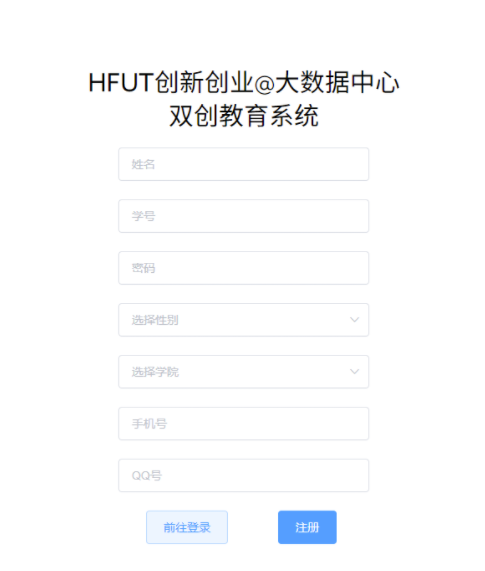 HFUT创新创业@大数据中心
双创教育系统
姓名
学号
密码
选择性别
选择学院
手机号
QQ号
前往登录 注册